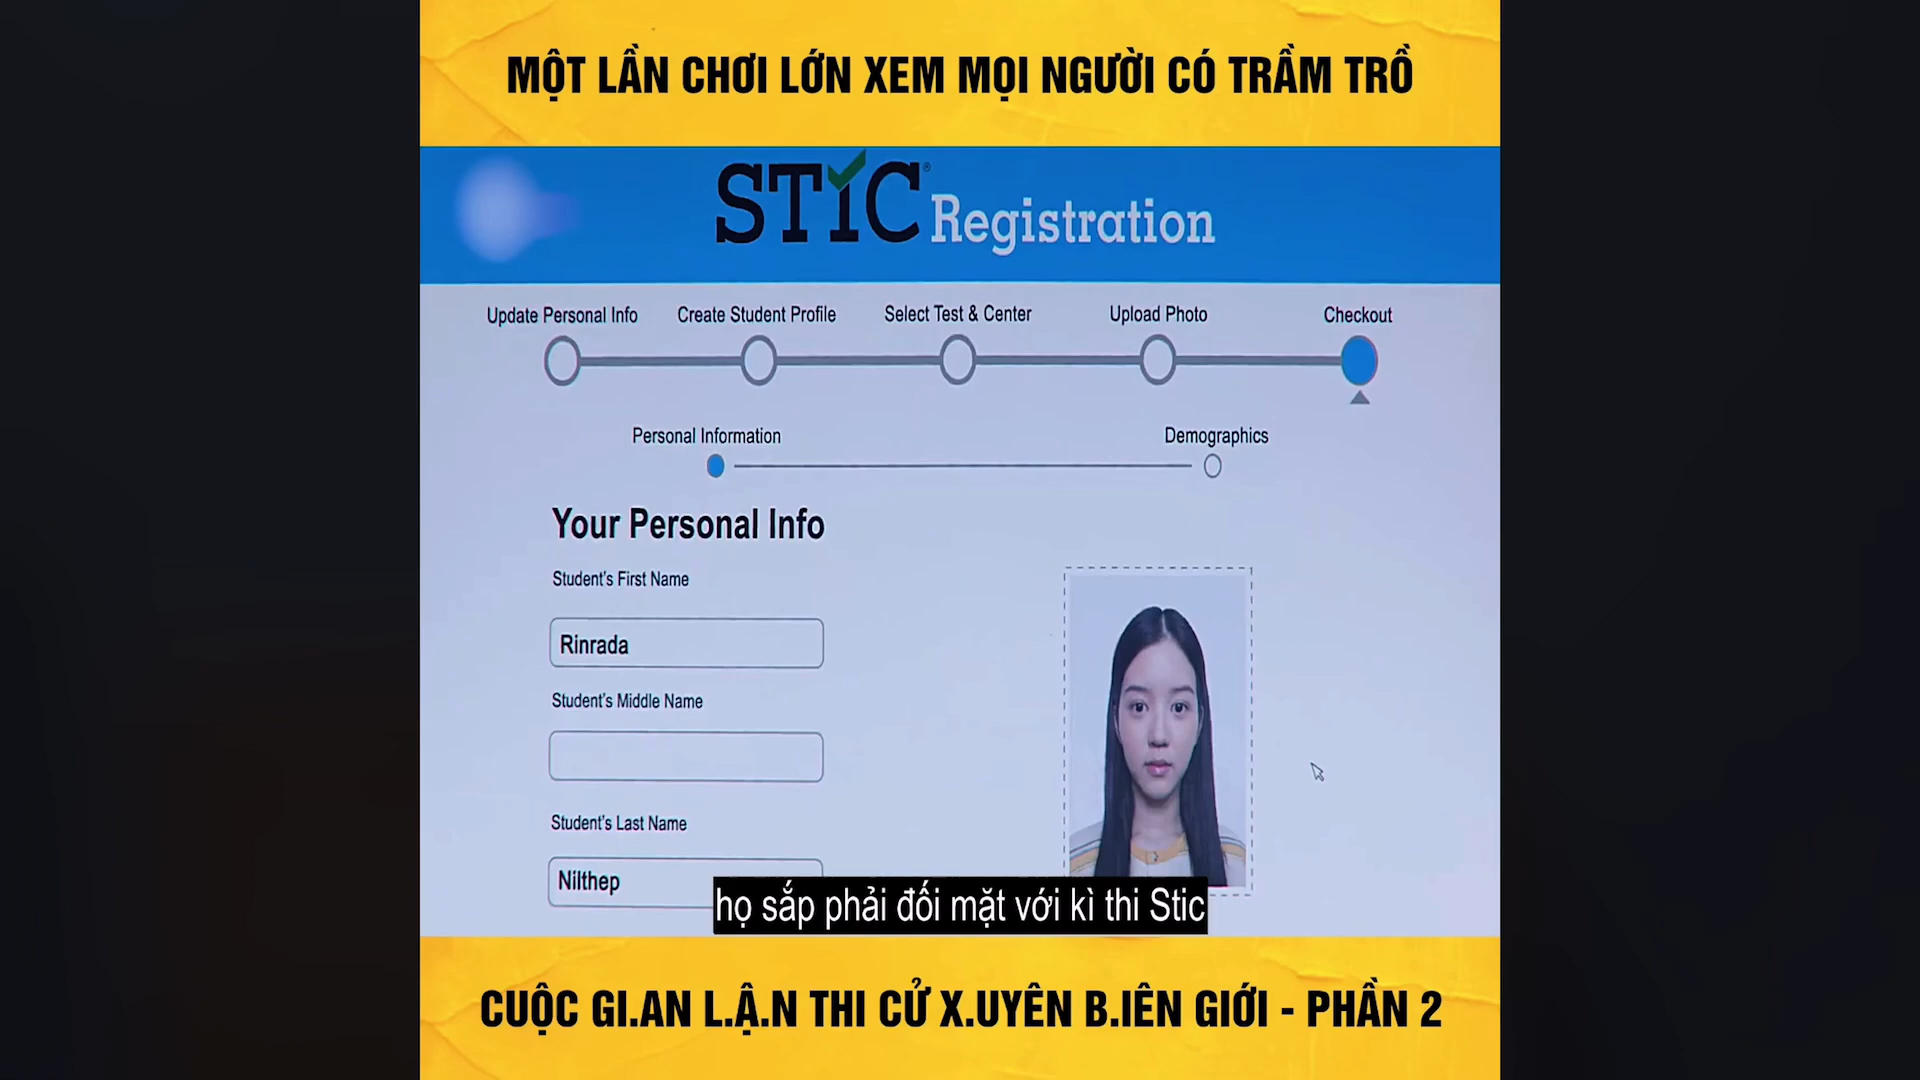 MỘT LẦN CHƠI LỚN XEM MỌI NGƯỜI CÓ TRẦM TRỒ
STIC® Registration
Update Personal Info Create Student Profile Select Test & Center Upload Photo Checkout
Personal Information Demographics
Your Personal Info
Student's First Name
Rinrada
Student's Middle Name
Student's Last Name
Nilthep
họ sắp phải đối mặt với kì thi Stic
CUỘC GI.AN L.Ậ.N THI CỬ X.UYÊN B.IÊN GIỚI - PHẦN 2